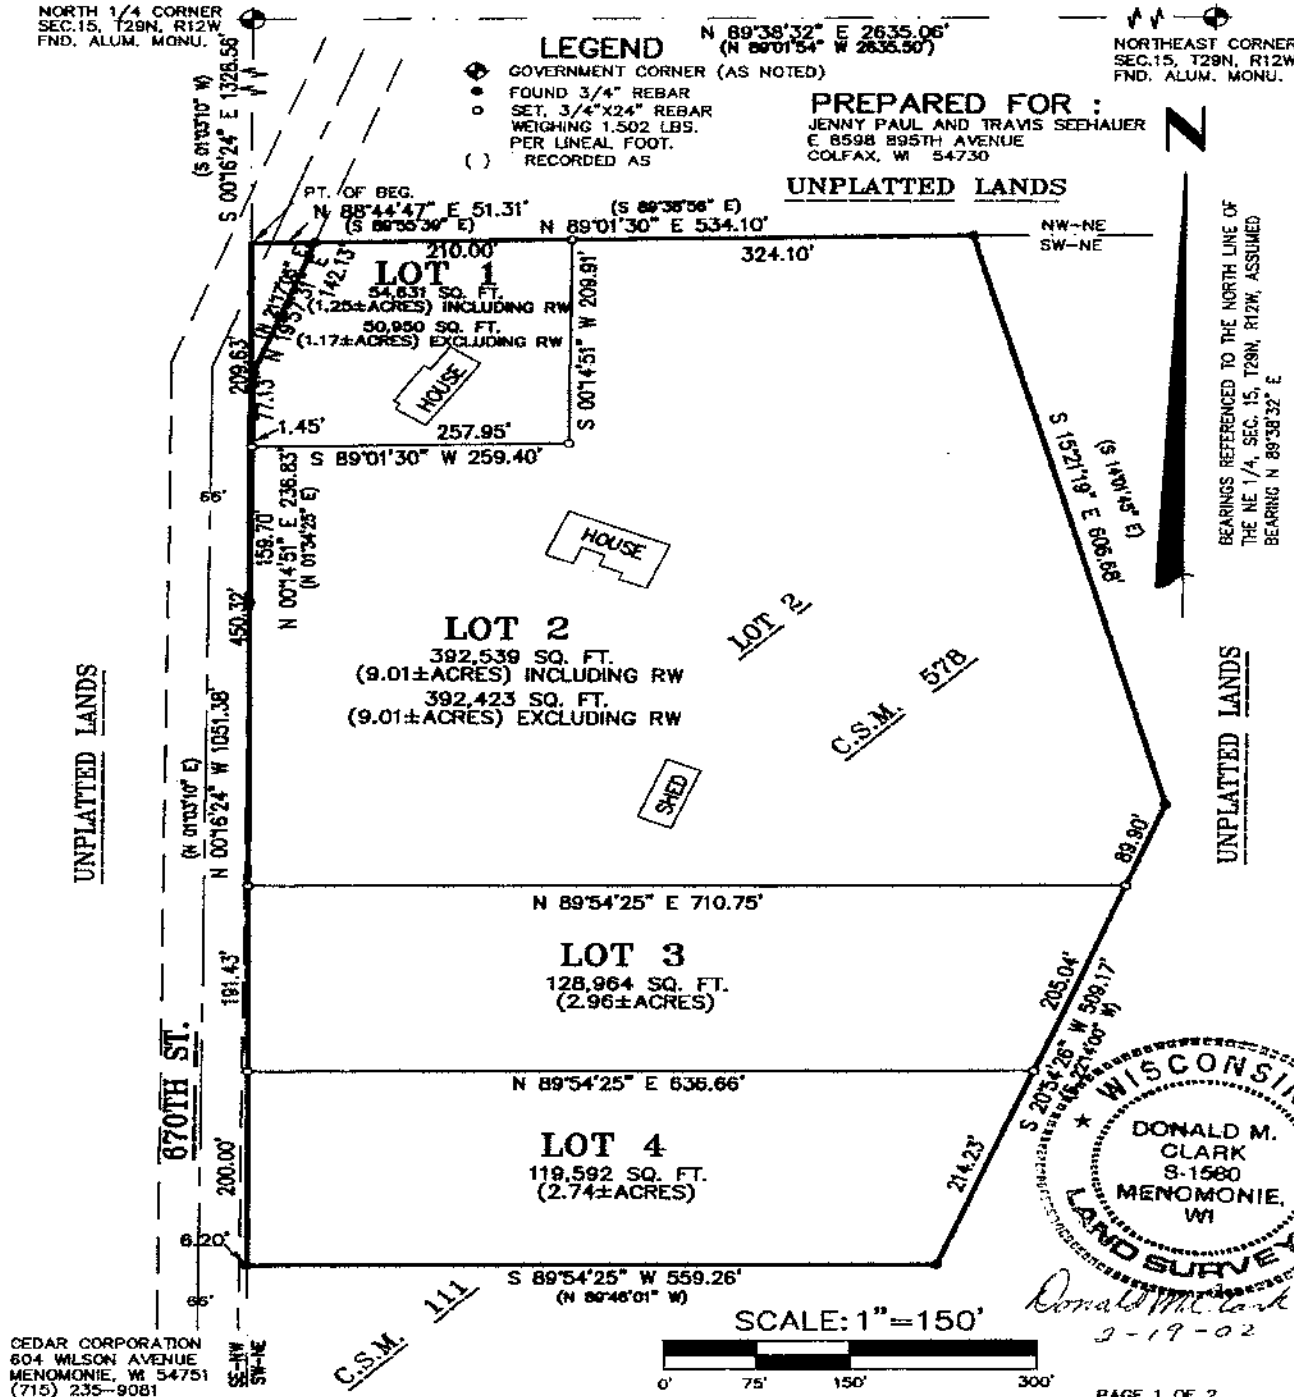 NORTH 1/4 CORNER
SEC.15, T29N, R12W
FND. ALUM. MONU.
N 89°38'32" E 2635.06'
(N 89°01'54" W 2635.50')
NORTHEAST CORNER
SEC.15, T29N, R12W
FND. ALUM. MONU.
LEGEND
GOVERNMENT CORNER (AS NOTED)
FOUND 3/4" REBAR
SET, 3/4"X24" REBAR
WEIGHING 1.502 LBS.
PER LINEAL FOOT.
( ) RECORDED AS
PREPARED FOR :
JENNY PAUL AND TRAVIS SEEHAUER
E 8598 895TH AVENUE
COLFAX, WI 54730
N
UNPLATTED LANDS
(S 01°03'10" W)
S 00°16'24" E 1326.56'
PT. OF BEG.
N 88°44'47" E 51.31'
(S 89°55'39" E)
(S 89°38'56" E)
N 89°01'30" E 534.10'
NW-NE
SW-NE
210.00'
324.10'
LOT 1
54,631 SQ. FT.
(1.25±ACRES) INCLUDING RW
50,950 SQ. FT.
(1.17±ACRES) EXCLUDING RW
N 19°57'31" E
142.13'
S 00°14'51" W 209.91'
209.63'
77.13'
HOUSE
1.45'
257.95'
S 89°01'30" W 259.40'
BEARINGS REFERENCED TO THE NORTH LINE OF
THE NE 1/4, SEC. 15, T29N, R12W, ASSUMED
BEARING N 89°38'32" E
S 15°21'19" E 606.68'
(S 14°01'45" E)
66'
159.70'
N 00°14'51" E 236.83'
(N 01°34'25" E)
450.32'
HOUSE
LOT 2
392,539 SQ. FT.
(9.01±ACRES) INCLUDING RW
392,423 SQ. FT.
(9.01±ACRES) EXCLUDING RW
LOT 2
C.S.M. 578
UNPLATTED LANDS
UNPLATTED LANDS
(N 01°03'10" E)
N 00°16'24" W 1051.38'
SHED
89.90'
N 89°54'25" E 710.75'
LOT 3
128,964 SQ. FT.
(2.96±ACRES)
191.43'
205.04'
S 20°54'26" W 509.17'
(S 22°14'00" W)
670TH ST.
N 89°54'25" E 636.66'
LOT 4
119,592 SQ. FT.
(2.74±ACRES)
200.00'
214.23'
6.20'
S 89°54'25" W 559.26'
(N 89°46'01" W)
66'
C.S.M. 111
SE-NW
SW-NE
WISCONSIN
DONALD M.
CLARK
S-1580
MENOMONIE,
WI
LAND SURVEY
Donald M. Clark
2-19-02
SCALE: 1"=150'
0' 75' 150' 300'
CEDAR CORPORATION
604 WILSON AVENUE
MENOMONIE, WI 54751
(715) 235-9081
PAGE 1 OF 2